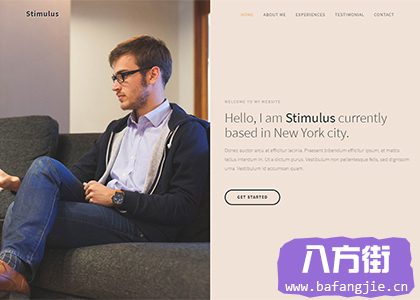 Stimulus
HOME
ABOUT ME
EXPERIENCES
TESTIMONIAL
CONTACT
WELCOME TO MY WEBSITE
Hello, I am Stimulus currently
based in New York city.
Donec auctor arcu at efficitur lacinia. Praesent bibendum efficitur ipsum, et mattis
tellus interdum in. Ut a dictum purus. Vestibulum non pellentesque felis, sed dignissim
urna. Vestibulum id accumsan quam.
GET STARTED
八方街
www.bafangjie.cn